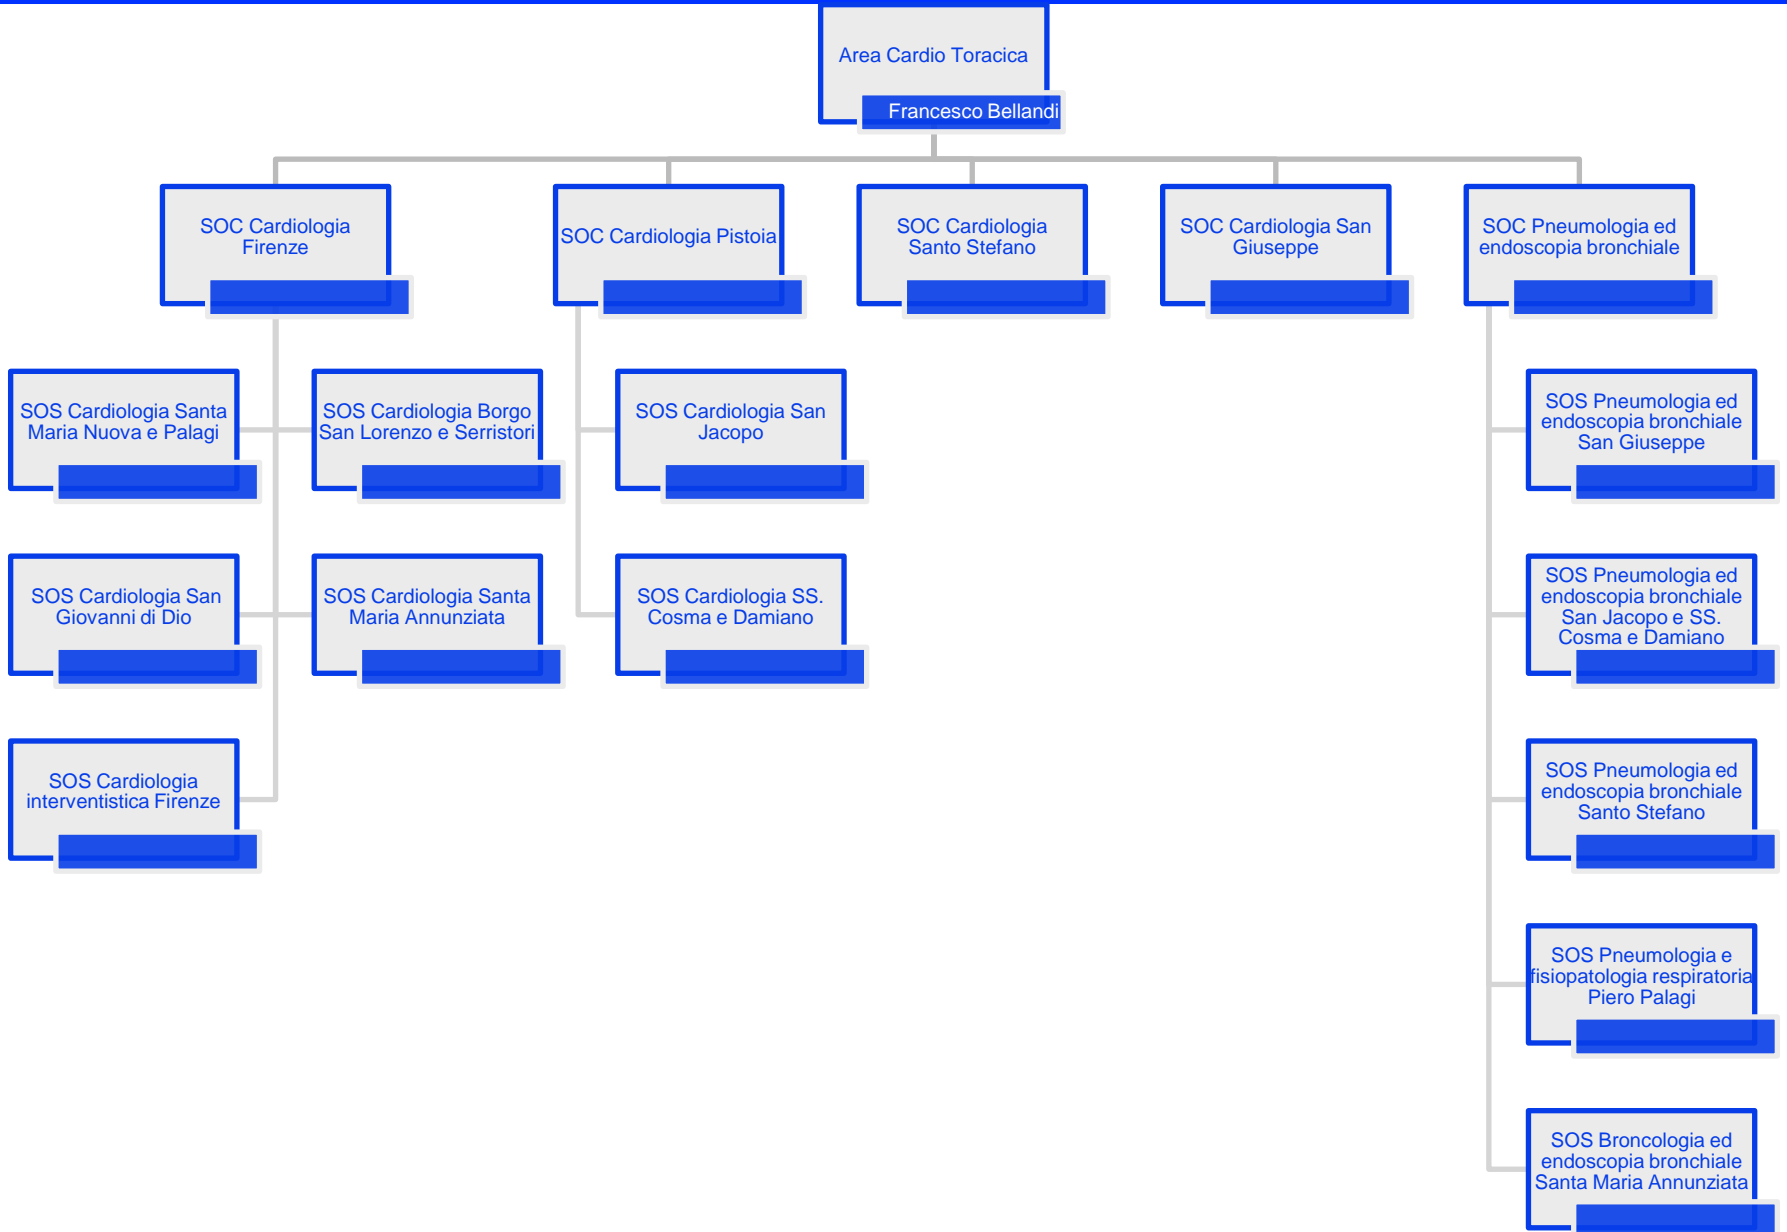 Area Cardio Toracica
Francesco Bellandi
SOC Cardiologia
Firenze
SOC Cardiologia Pistoia
SOC Cardiologia
Santo Stefano
SOC Cardiologia San
Giuseppe
SOC Pneumologia ed
endoscopia bronchiale
SOS Cardiologia Santa
Maria Nuova e Palagi
SOS Cardiologia Borgo
San Lorenzo e Serristori
SOS Cardiologia San
Jacopo
SOS Pneumologia ed
endoscopia bronchiale
San Giuseppe
SOS Cardiologia San
Giovanni di Dio
SOS Cardiologia Santa
Maria Annunziata
SOS Cardiologia SS.
Cosma e Damiano
SOS Pneumologia ed
endoscopia bronchiale
San Jacopo e SS.
Cosma e Damiano
SOS Cardiologia
interventistica Firenze
SOS Pneumologia ed
endoscopia bronchiale
Santo Stefano
SOS Pneumologia e
fisiopatologia respiratoria
Piero Palagi
SOS Broncologia ed
endoscopia bronchiale
Santa Maria Annunziata